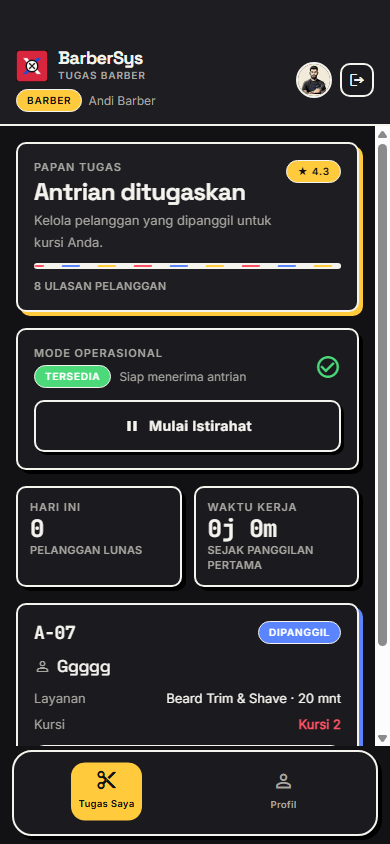 BarberSys
TUGAS BARBER
BARBER Andi Barber
PAPAN TUGAS
★ 4.3
Antrian ditugaskan
Kelola pelanggan yang dipanggil untuk
kursi Anda.
8 ULASAN PELANGGAN
MODE OPERASIONAL
TERSEDIA Siap menerima antrian
Mulai Istirahat
HARI INI
0
PELANGGAN LUNAS
WAKTU KERJA
0j 0m
SEJAK PANGGILAN
PERTAMA
A-07
DIPANGGIL
Ggggg
Layanan Beard Trim & Shave · 20 mnt
Kursi Kursi 2
Tugas Saya
Profil